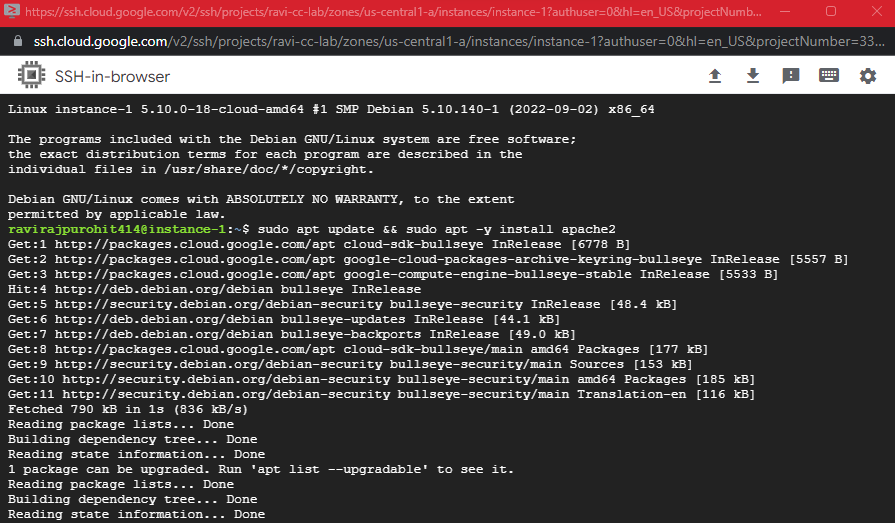 https://ssh.cloud.google.com/v2/ssh/projects/ravi-cc-lab/zones/us-central1-a/instances/instance-1?authuser=0&hl=en_US&projectNumb...
ssh.cloud.google.com/v2/ssh/projects/ravi-cc-lab/zones/us-central1-a/instances/instance-1?authuser=0&hl=en_US&projectNumber=33...
SSH-in-browser
Linux instance-1 5.10.0-18-cloud-amd64 #1 SMP Debian 5.10.140-1 (2022-09-02) x86_64
The programs included with the Debian GNU/Linux system are free software;
the exact distribution terms for each program are described in the
individual files in /usr/share/doc/*/copyright.
Debian GNU/Linux comes with ABSOLUTELY NO WARRANTY, to the extent
permitted by applicable law.
ravirajpurohit414@instance-1:~$ sudo apt update && sudo apt -y install apache2
Get:1 http://packages.cloud.google.com/apt cloud-sdk-bullseye InRelease [6778 B]
Get:2 http://packages.cloud.google.com/apt google-cloud-packages-archive-keyring-bullseye InRelease [5557 B]
Get:3 http://packages.cloud.google.com/apt google-compute-engine-bullseye-stable InRelease [5533 B]
Hit:4 http://deb.debian.org/debian bullseye InRelease
Get:5 http://security.debian.org/debian-security bullseye-security InRelease [48.4 kB]
Get:6 http://deb.debian.org/debian bullseye-updates InRelease [44.1 kB]
Get:7 http://deb.debian.org/debian bullseye-backports InRelease [49.0 kB]
Get:8 http://packages.cloud.google.com/apt cloud-sdk-bullseye/main amd64 Packages [177 kB]
Get:9 http://security.debian.org/debian-security bullseye-security/main Sources [153 kB]
Get:10 http://security.debian.org/debian-security bullseye-security/main amd64 Packages [185 kB]
Get:11 http://security.debian.org/debian-security bullseye-security/main Translation-en [116 kB]
Fetched 790 kB in 1s (836 kB/s)
Reading package lists... Done
Building dependency tree... Done
Reading state information... Done
1 package can be upgraded. Run 'apt list --upgradable' to see it.
Reading package lists... Done
Building dependency tree... Done
Reading state information... Done